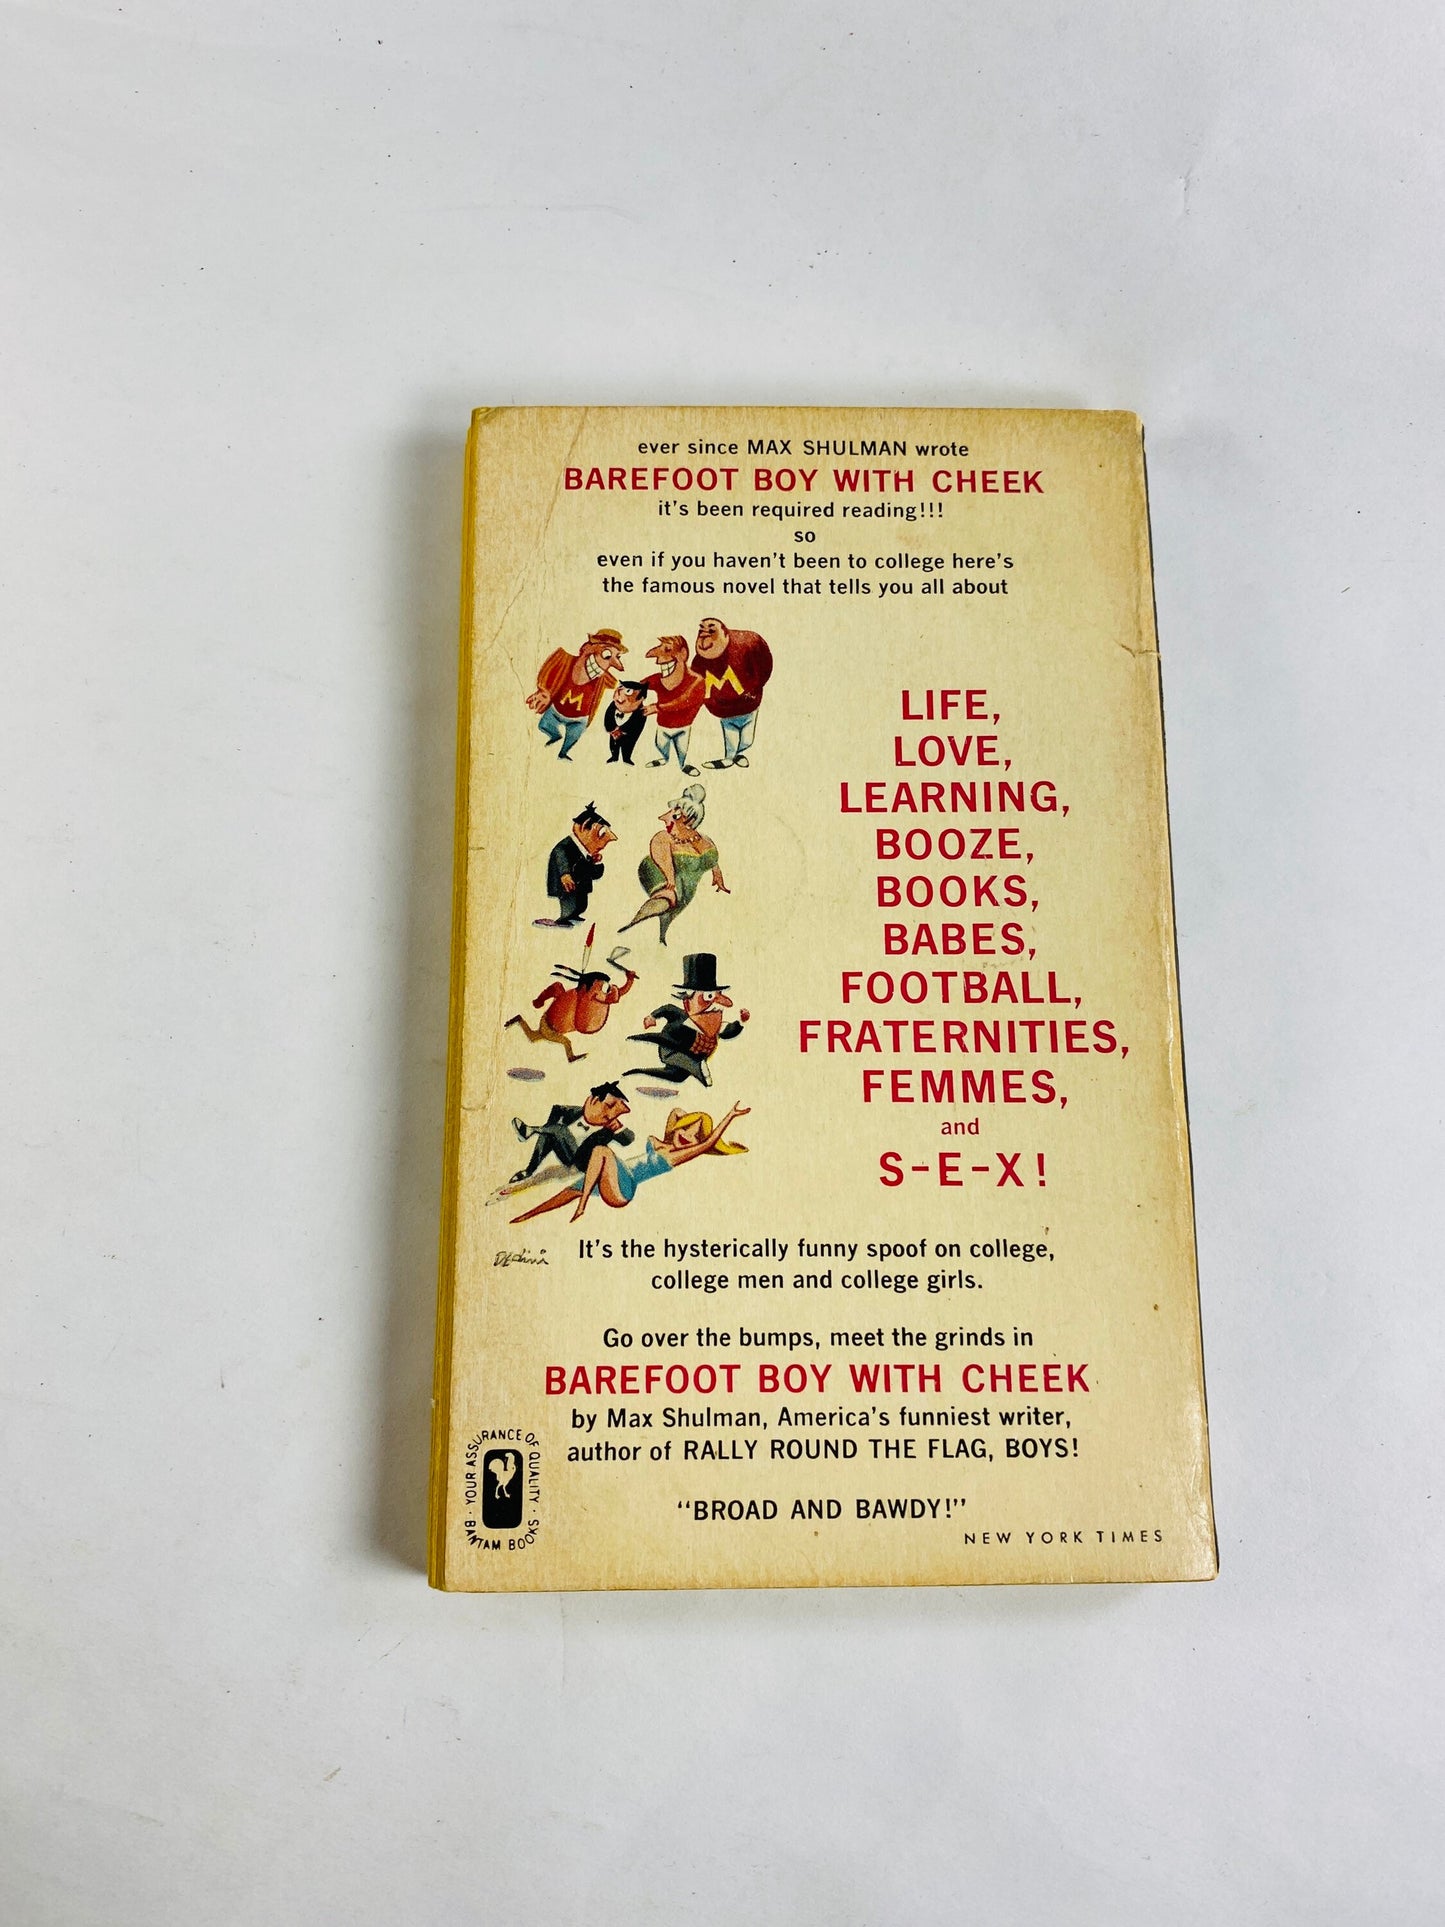 ever since MAX SHULMAN wrote
BAREFOOT BOY WITH CHEEK
it's been required reading!!!
so
even if you haven't been to college here's
the famous novel that tells you all about
M
M
LIFE,
LOVE,
LEARNING,
BOOZE,
BOOKS,
BABES,
FOOTBALL,
FRATERNITIES,
FEMMES,
and
S-E-X!
Dedini
It's the hysterically funny spoof on college,
college men and college girls.
Go over the bumps, meet the grinds in
BAREFOOT BOY WITH CHEEK
by Max Shulman, America's funniest writer,
author of RALLY ROUND THE FLAG, BOYS!
BANTAM BOOKS · YOUR ASSURANCE OF QUALITY ·
"BROAD AND BAWDY!"
NEW YORK TIMES